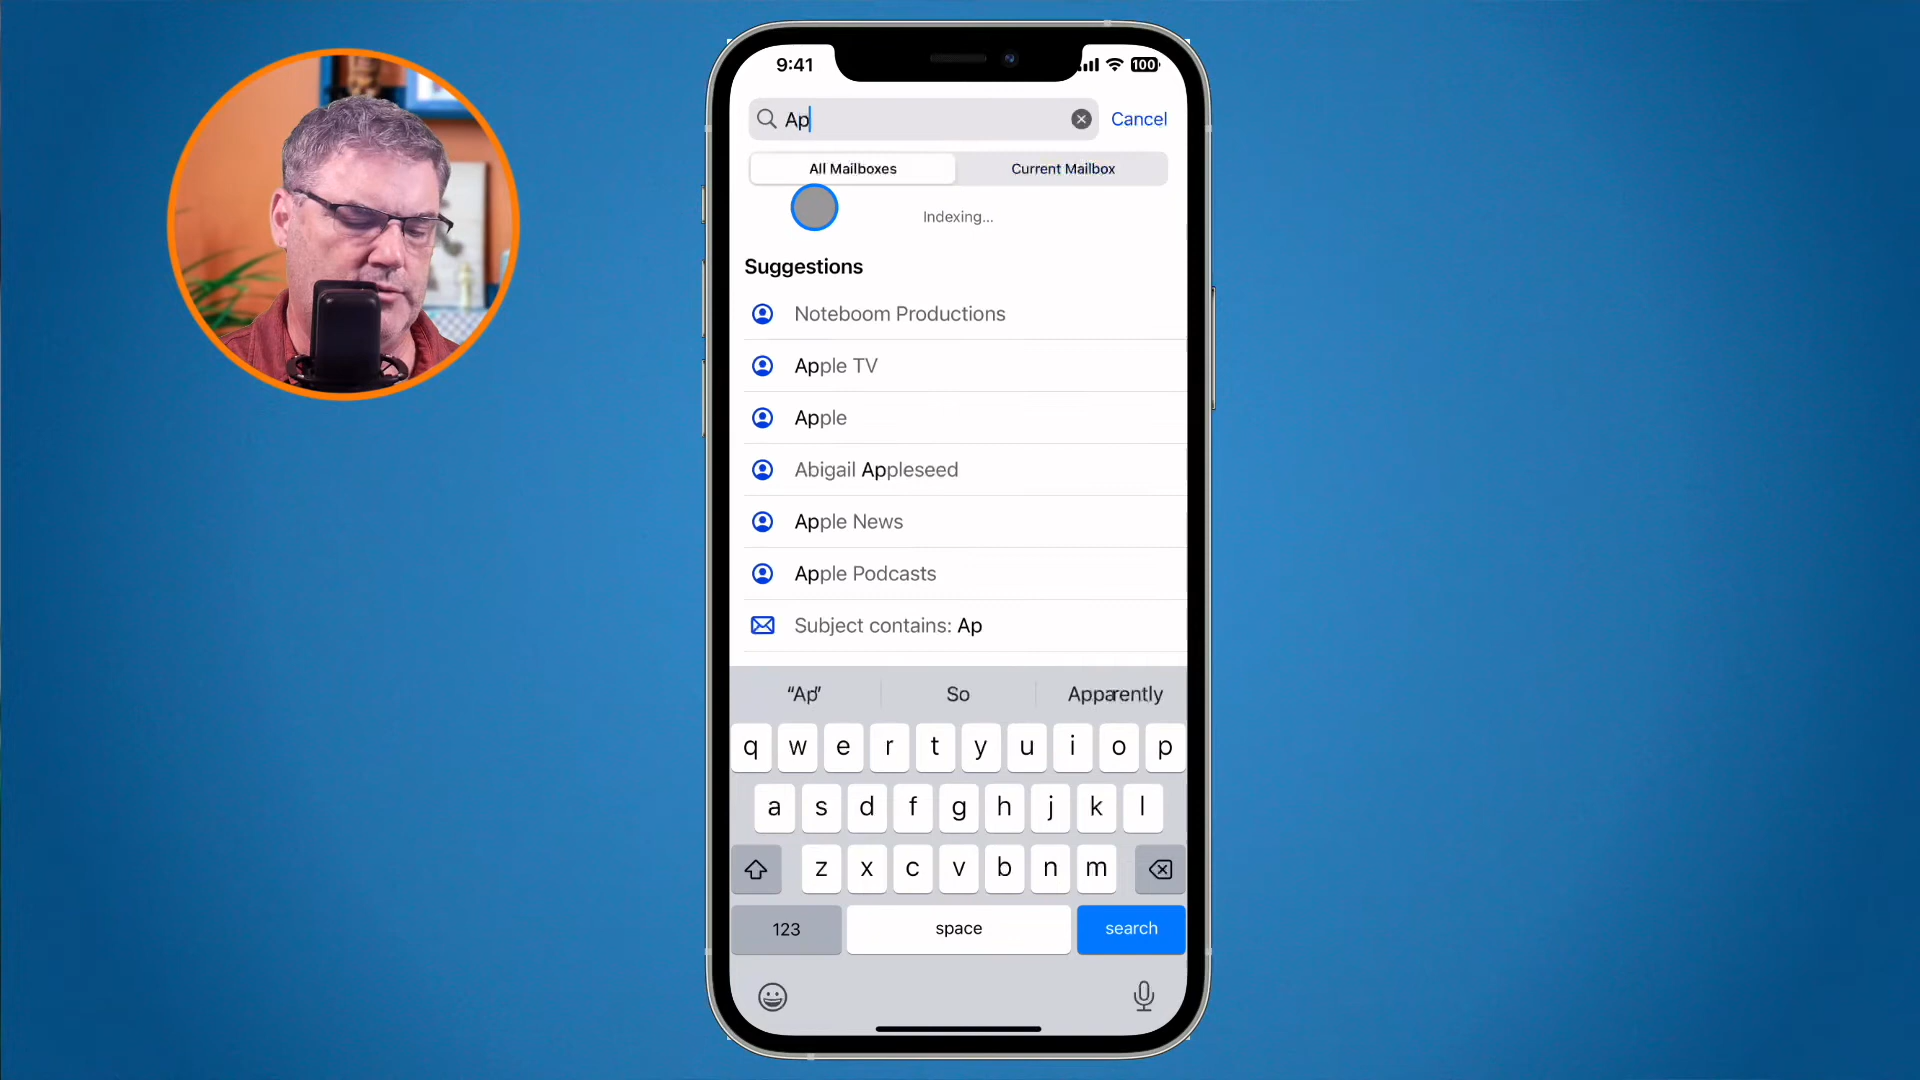 9:41
100
Ap
Cancel
All Mailboxes
Current Mailbox
Indexing...
Suggestions
Noteboom Productions
Apple TV
Apple
Abigail Appleseed
Apple News
Apple Podcasts
Subject contains: Ap
“Ap” So Apparently
q w e r t y u i o p
a s d f g h j k l
z x c v b n m
123 space search